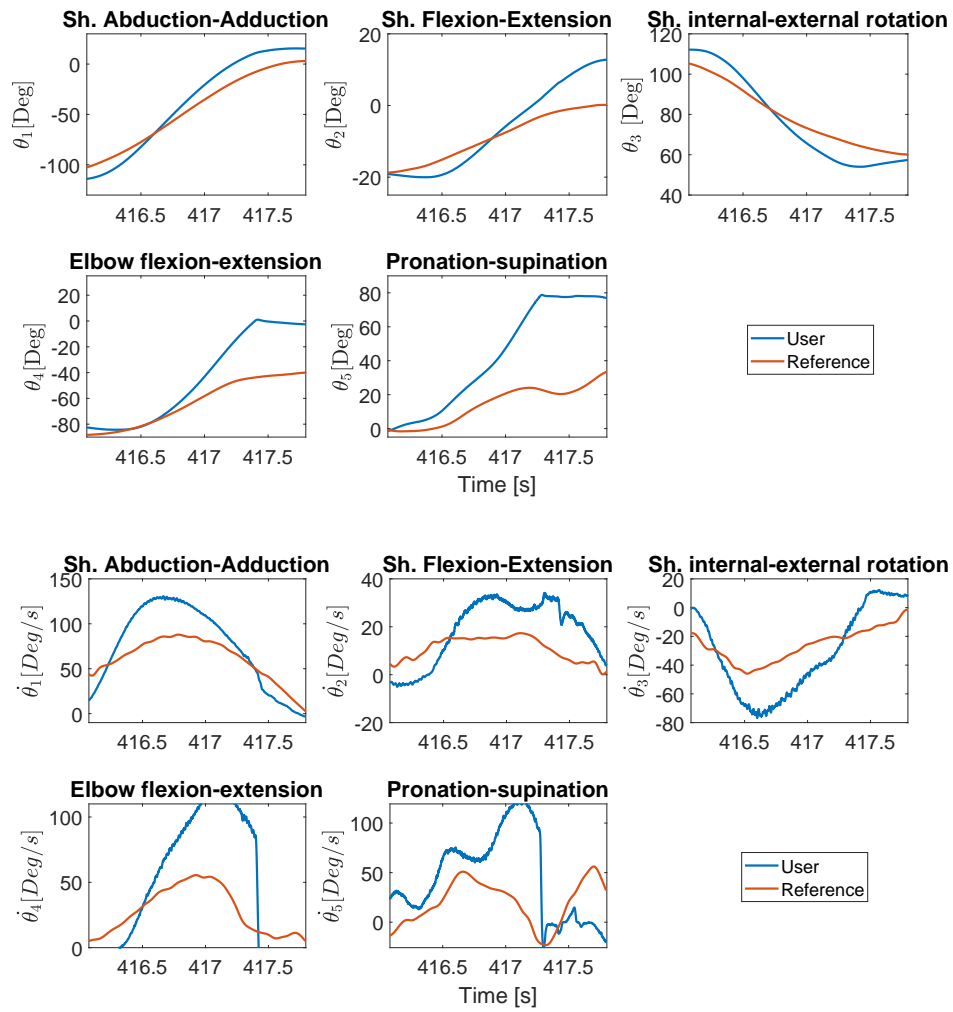 Sh. Abduction-Adduction
Sh. Flexion-Extension
Sh. internal-external rotation
θ₁[Deg]
0
-50
-100
416.5 417 417.5
θ₂[Deg]
20
0
-20
416.5 417 417.5
θ₃ [Deg]
120
100
80
60
40
416.5 417 417.5
Elbow flexion-extension
Pronation-supination
θ₄[Deg]
20
0
-20
-40
-60
-80
416.5 417 417.5
θ₅[Deg]
80
60
40
20
0
416.5 417 417.5
Time [s]
User
Reference
Sh. Abduction-Adduction
Sh. Flexion-Extension
Sh. internal-external rotation
θ̇₁[Deg/s]
150
100
50
0
416.5 417 417.5
θ̇₂[Deg/s]
40
20
0
-20
416.5 417 417.5
θ̇₃[Deg/s]
20
0
-20
-40
-60
-80
416.5 417 417.5
Elbow flexion-extension
Pronation-supination
θ̇₄[Deg/s]
100
50
0
416.5 417 417.5
θ̇₅[Deg/s]
100
50
0
416.5 417 417.5
Time [s]
User
Reference